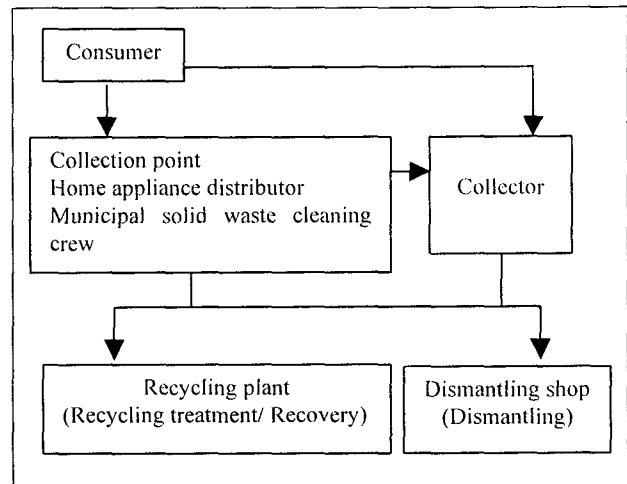 Consumer
Collection point
Home appliance distributor
Municipal solid waste cleaning
crew
Collector
Recycling plant
(Recycling treatment/ Recovery)
Dismantling shop
(Dismantling)